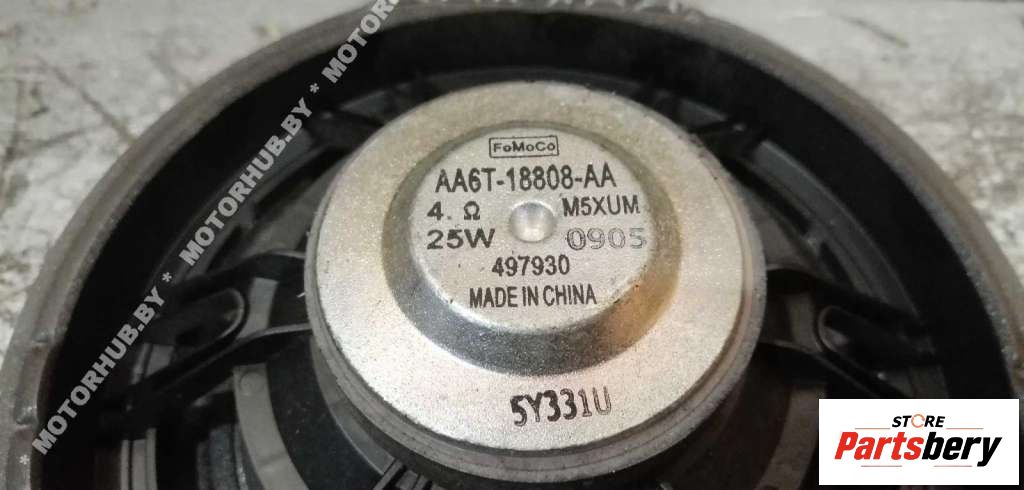 FoMoCo
AA6T-18808-AA
4. Ω M5XUM
25W 0905
497930
MADE IN CHINA
5Y331U
MOTORHUB.BY * MOTORHUB.BY * MOTORHUB.BY * MOTORH
STORE
Partsbery